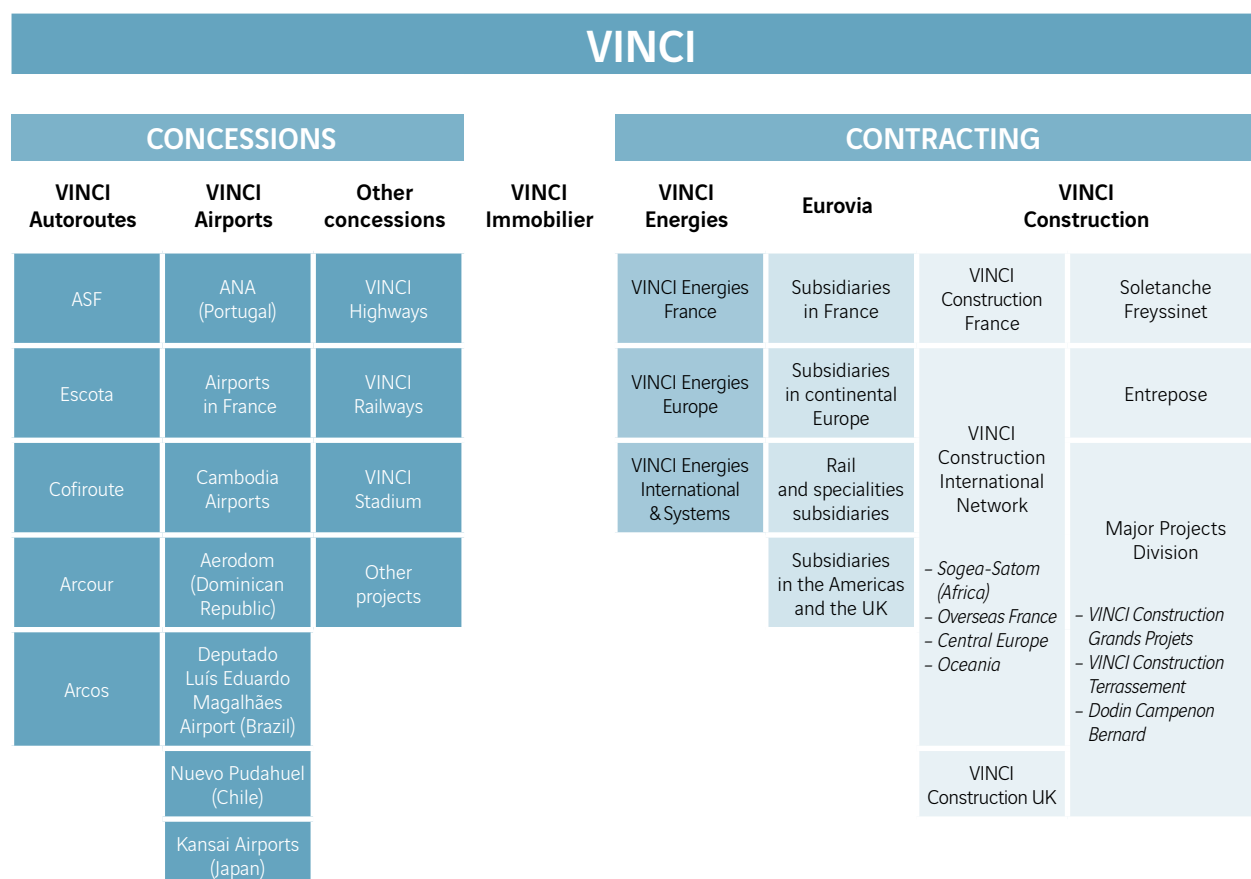 VINCI
CONCESSIONS
CONTRACTING
VINCI
Autoroutes
VINCI
Airports
Other
concessions
VINCI
Immobilier
VINCI
Energies
Eurovia
VINCI
Construction
ASF
Escota
Cofiroute
Arcour
Arcos
ANA
(Portugal)
Airports
in France
Cambodia
Airports
Aerodom
(Dominican
Republic)
Deputado
Luís Eduardo
Magalhães
Airport (Brazil)
Nuevo Pudahuel
(Chile)
Kansai Airports
(Japan)
VINCI
Highways
VINCI
Railways
VINCI
Stadium
Other
projects
VINCI Energies
France
VINCI Energies
Europe
VINCI Energies
International
& Systems
Subsidiaries
in France
Subsidiaries
in continental
Europe
Rail
and specialities
subsidiaries
Subsidiaries
in the Americas
and the UK
VINCI
Construction
France
VINCI
Construction
International
Network
– Sogea-Satom
(Africa)
– Overseas France
– Central Europe
– Oceania
VINCI
Construction UK
Soletanche
Freyssinet
Entrepose
Major Projects
Division
– VINCI Construction
Grands Projets
– VINCI Construction
Terrassement
– Dodin Campenon
Bernard